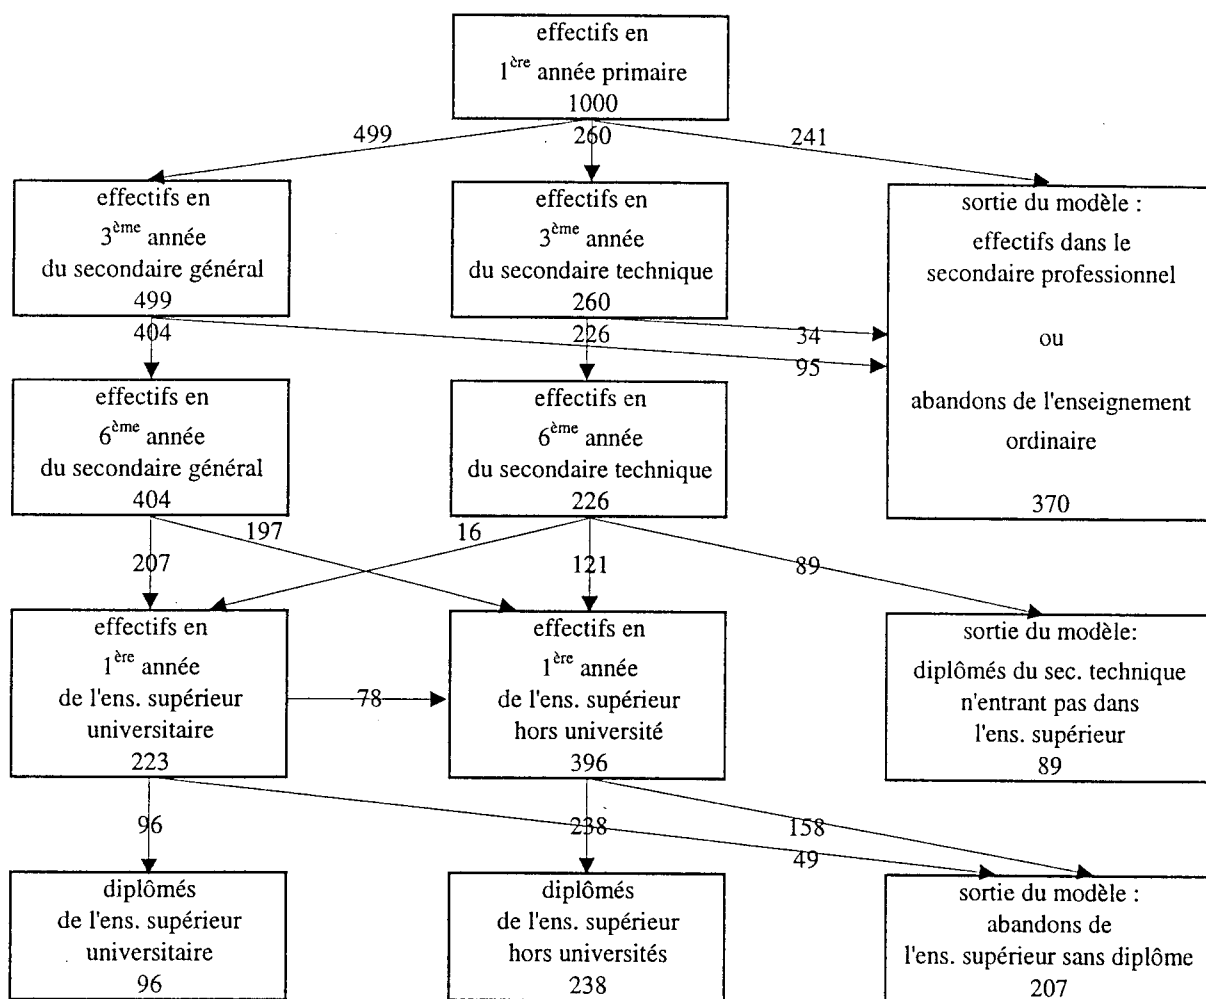 effectifs en
1ère année primaire
1000
499
260
241
effectifs en
3ème année
du secondaire général
499
effectifs en
3ème année
du secondaire technique
260
sortie du modèle :
effectifs dans le
secondaire professionnel
ou
abandons de l'enseignement
ordinaire
370
404
226
34
95
effectifs en
6ème année
du secondaire général
404
effectifs en
6ème année
du secondaire technique
226
197
16
207
121
89
effectifs en
1ère année
de l'ens. supérieur
universitaire
223
78
effectifs en
1ère année
de l'ens. supérieur
hors université
396
sortie du modèle:
diplômés du sec. technique
n'entrant pas dans
l'ens. supérieur
89
96
238
158
49
diplômés
de l'ens. supérieur
universitaire
96
diplômés
de l'ens. supérieur
hors universités
238
sortie du modèle :
abandons de
l'ens. supérieur sans diplôme
207